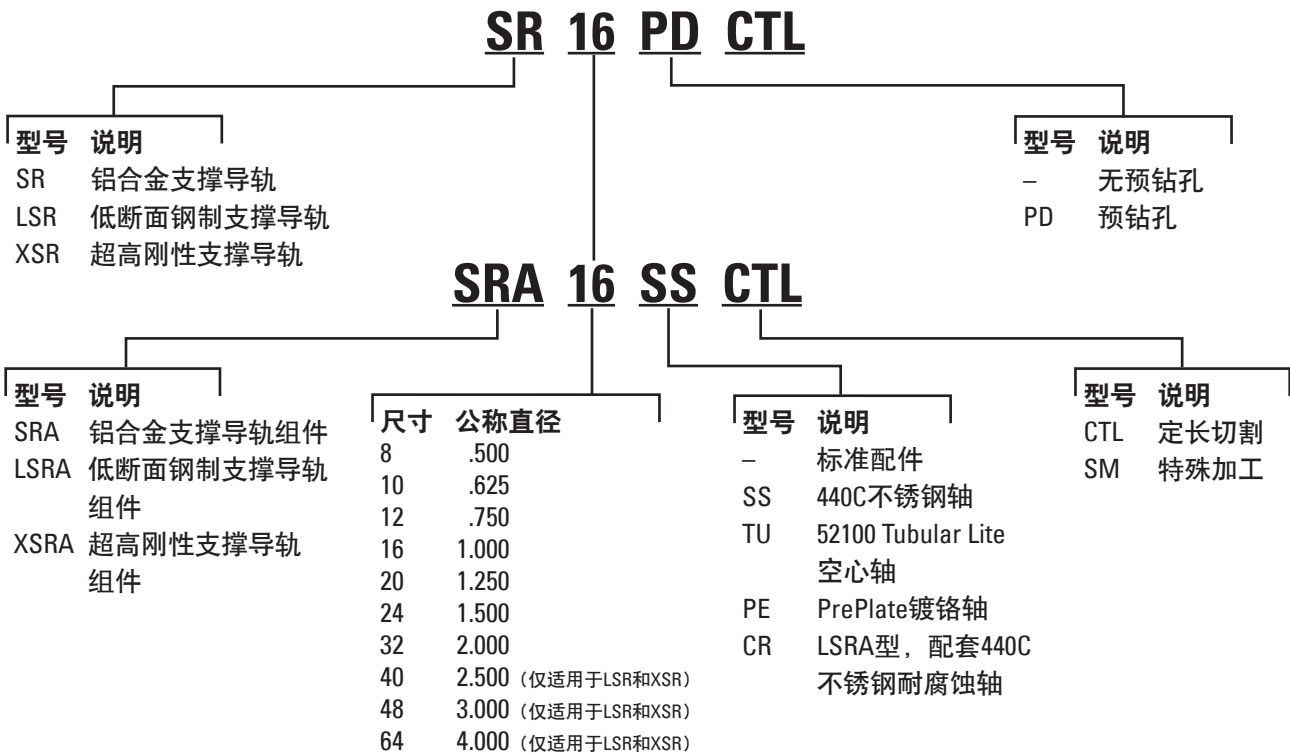 SR 16 PD CTL
型号 说明
SR 铝合金支撑导轨
LSR 低断面钢制支撑导轨
XSR 超高刚性支撑导轨
型号 说明
– 无预钻孔
PD 预钻孔
SRA 16 SS CTL
型号 说明
SRA 铝合金支撑导轨组件
LSRA 低断面钢制支撑导轨
组件
XSRA 超高刚性支撑导轨
组件
尺寸 公称直径
8 .500
10 .625
12 .750
16 1.000
20 1.250
24 1.500
32 2.000
40 2.500（仅适用于LSR和XSR）
48 3.000（仅适用于LSR和XSR）
64 4.000（仅适用于LSR和XSR）
型号 说明
– 标准配件
SS 440C不锈钢轴
TU 52100 Tubular Lite
空心轴
PE PrePlate镀铬轴
CR LSRA型，配套440C
不锈钢耐腐蚀轴
型号 说明
CTL 定长切割
SM 特殊加工